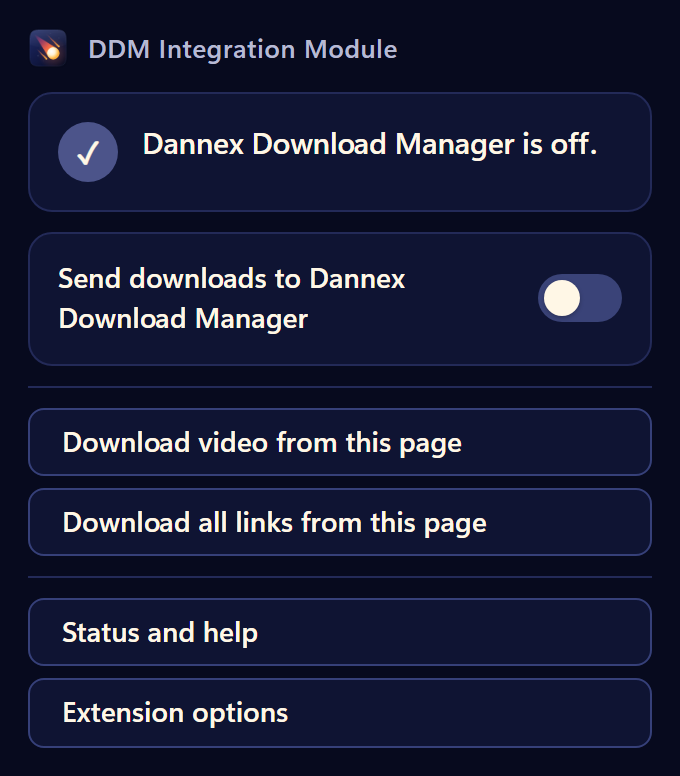 DDM Integration Module
Dannex Download Manager is off.
Send downloads to Dannex
Download Manager
Download video from this page
Download all links from this page
Status and help
Extension options